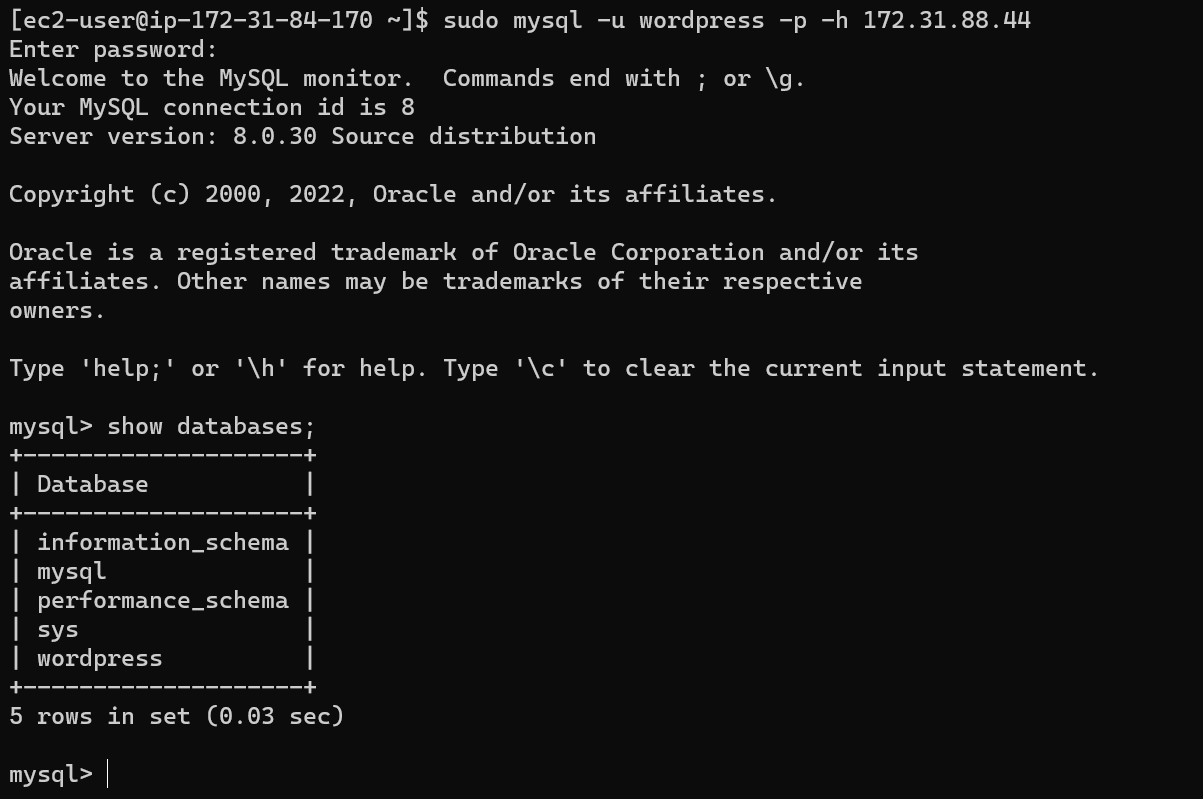 [ec2-user@ip-172-31-84-170 ~]$ sudo mysql -u wordpress -p -h 172.31.88.44
Enter password:
Welcome to the MySQL monitor.  Commands end with ; or \g.
Your MySQL connection id is 8
Server version: 8.0.30 Source distribution

Copyright (c) 2000, 2022, Oracle and/or its affiliates.

Oracle is a registered trademark of Oracle Corporation and/or its
affiliates. Other names may be trademarks of their respective
owners.

Type 'help;' or '\h' for help. Type '\c' to clear the current input statement.

mysql> show databases;
+--------------------+
| Database           |
+--------------------+
| information_schema |
| mysql              |
| performance_schema |
| sys                |
| wordpress          |
+--------------------+
5 rows in set (0.03 sec)

mysql>